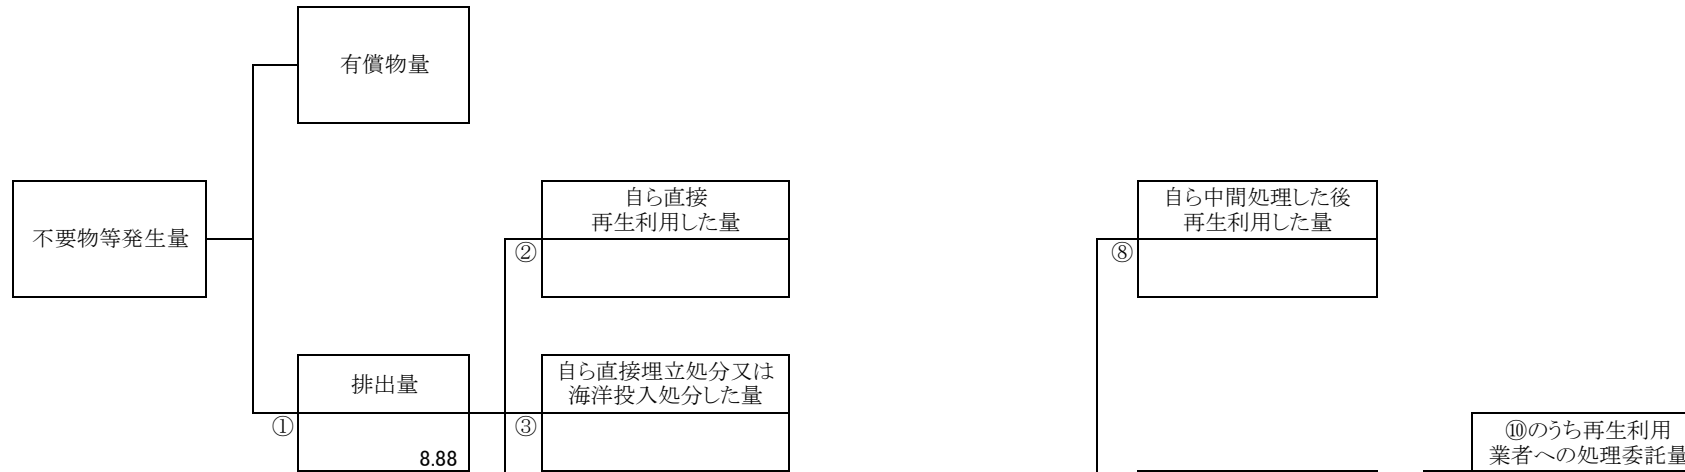 有償物量
不要物等発生量
自ら直接
再生利用した量
②
自ら中間処理した後
再生利用した量
⑧
排出量
①
8.88
自ら直接埋立処分又は
海洋投入処分した量
③
⑩のうち再生利用
業者への処理委託量